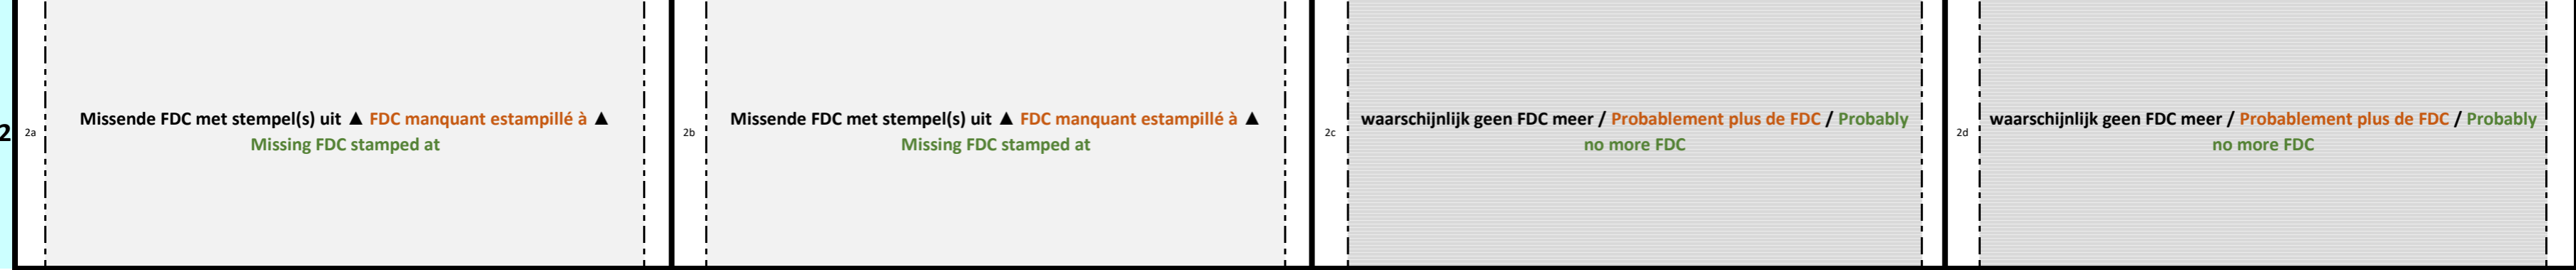 2
2a
Missende FDC met stempel(s) uit ▲ FDC manquant estampillé à ▲
Missing FDC stamped at
2b
Missende FDC met stempel(s) uit ▲ FDC manquant estampillé à ▲
Missing FDC stamped at
2c
waarschijnlijk geen FDC meer / Probablement plus de FDC / Probably
no more FDC
2d
waarschijnlijk geen FDC meer / Probablement plus de FDC / Probably
no more FDC